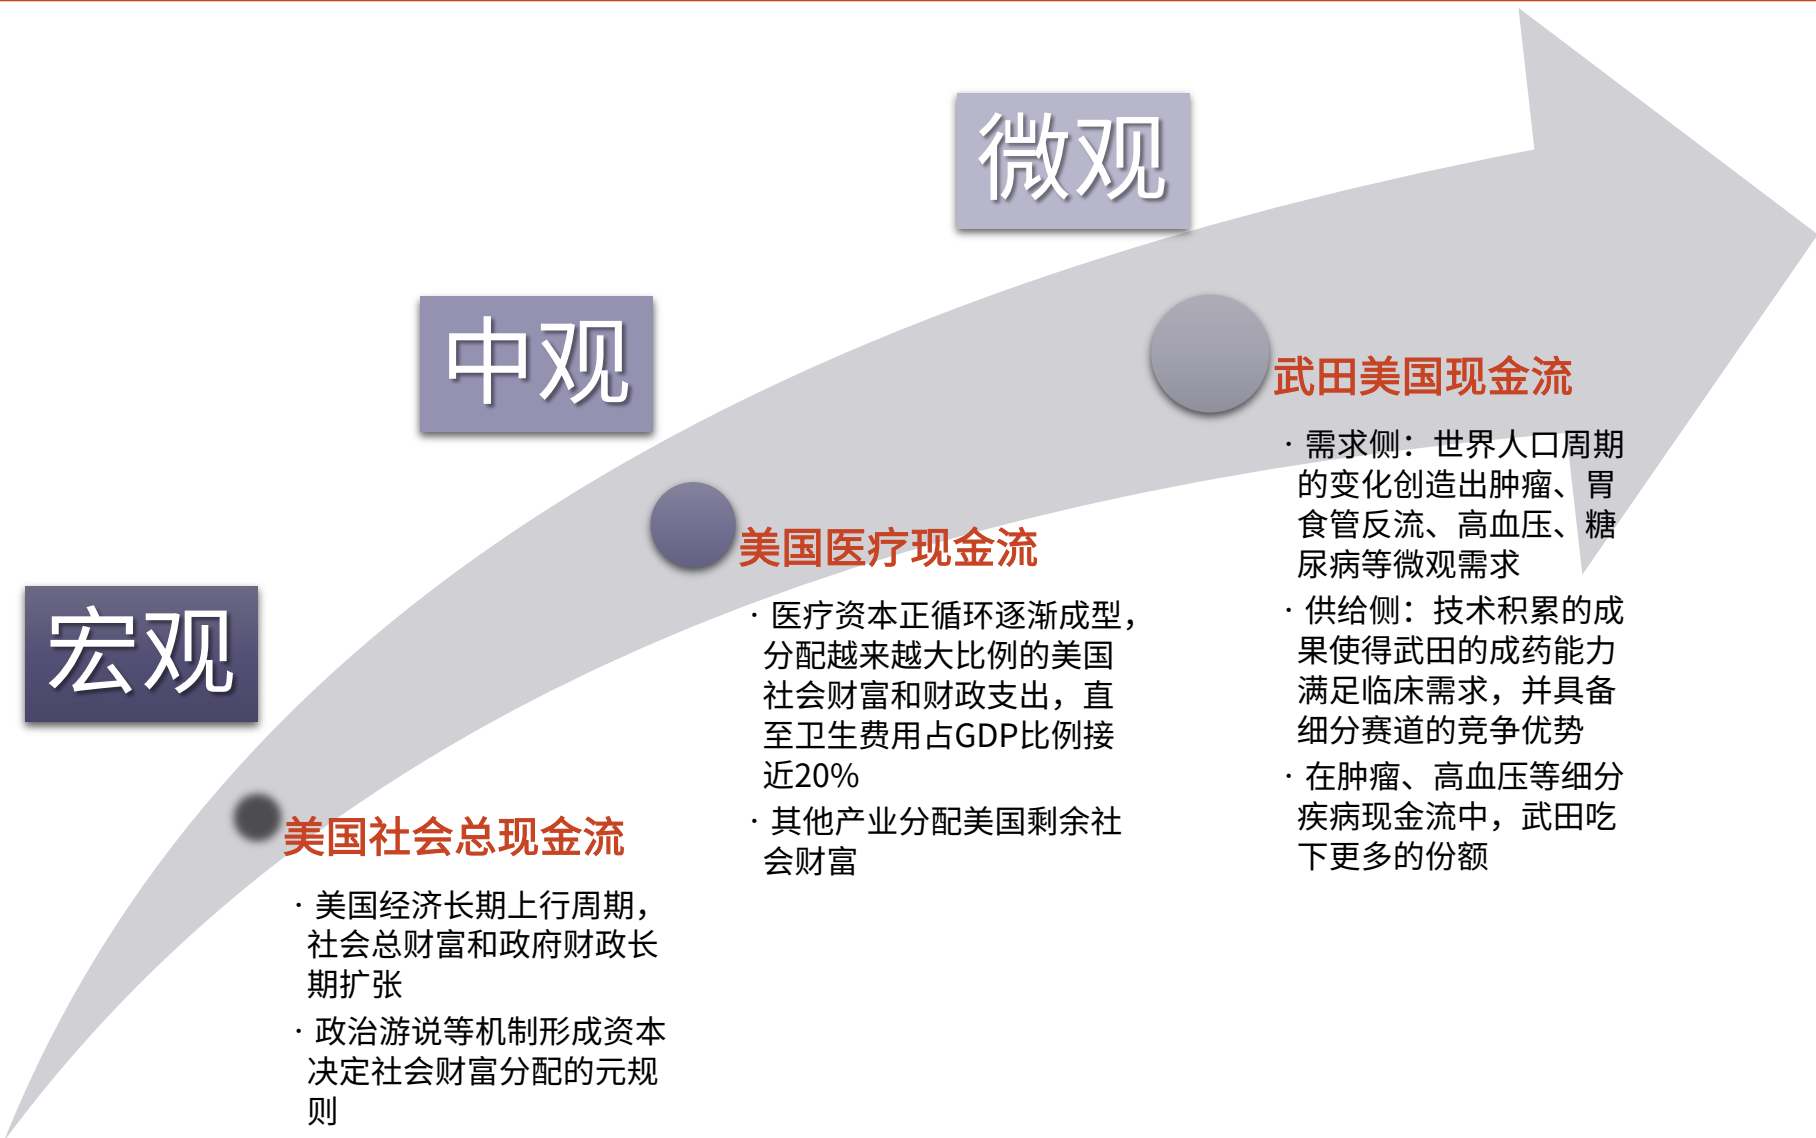 宏观
美国社会总现金流
· 美国经济长期上行周期，
社会总财富和政府财政长
期扩张
· 政治游说等机制形成资本
决定社会财富分配的元规
则
中观
美国医疗现金流
· 医疗资本正循环逐渐成型，
分配越来越大比例的美国
社会财富和财政支出，直
至卫生费用占GDP比例接
近20%
· 其他产业分配美国剩余社
会财富
微观
武田美国现金流
· 需求侧：世界人口周期
的变化创造出肿瘤、胃
食管反流、高血压、糖
尿病等微观需求
· 供给侧：技术积累的成
果使得武田的成药能力
满足临床需求，并具备
细分赛道的竞争优势
· 在肿瘤、高血压等细分
疾病现金流中，武田吃
下更多的份额